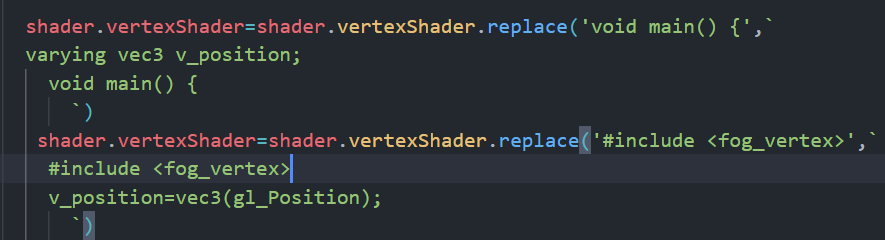 shader.vertexShader=shader.vertexShader.replace('void main() {',`
varying vec3 v_position;
void main() {
`)
shader.vertexShader=shader.vertexShader.replace('#include <fog_vertex>',`
#include <fog_vertex>
v_position=vec3(gl_Position);
`)